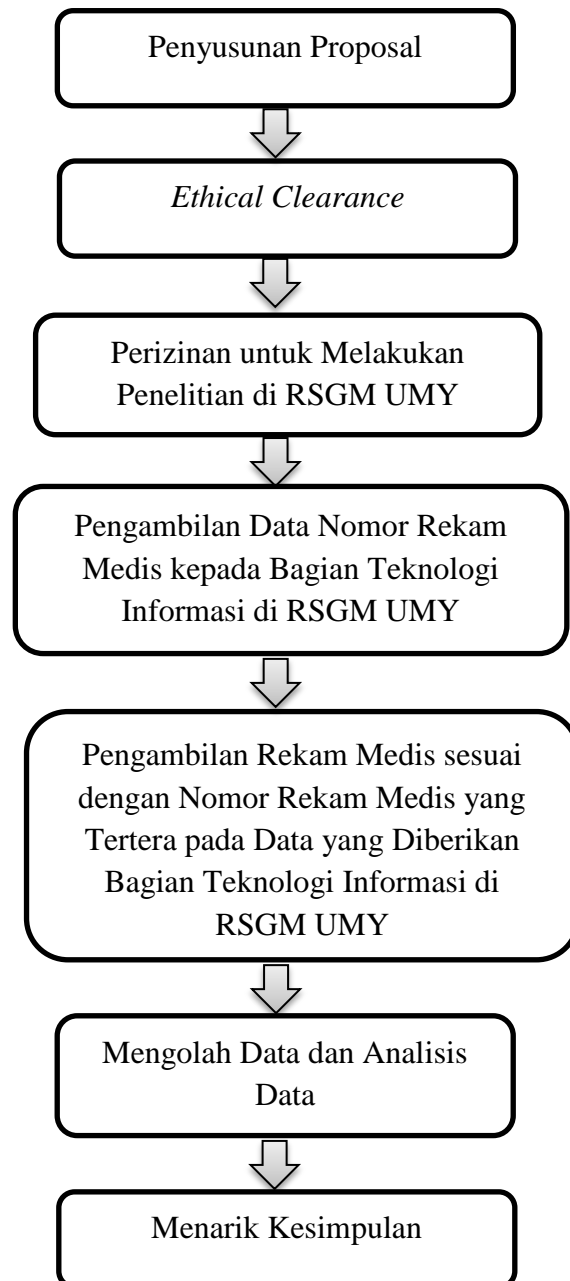 Penyusunan Proposal
Ethical Clearance
Perizinan untuk Melakukan
Penelitian di RSGM UMY
Pengambilan Data Nomor Rekam
Medis kepada Bagian Teknologi
Informasi di RSGM UMY
Pengambilan Rekam Medis sesuai
dengan Nomor Rekam Medis yang
Tertera pada Data yang Diberikan
Bagian Teknologi Informasi di
RSGM UMY
Mengolah Data dan Analisis
Data
Menarik Kesimpulan